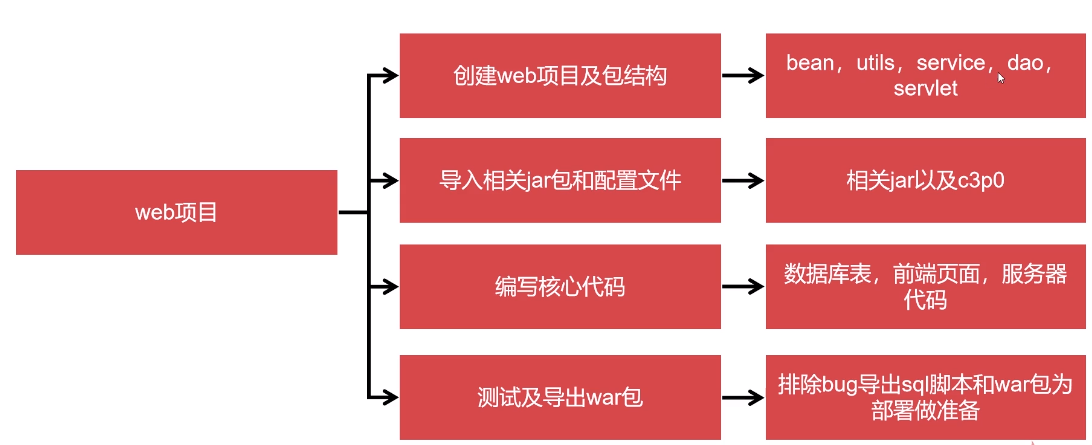 web项目
创建web项目及包结构
bean，utils，service，dao，
servlet
导入相关jar包和配置文件
相关jar以及c3p0
编写核心代码
数据库表，前端页面，服务器
代码
测试及导出war包
排除bug导出sql脚本和war包为
部署做准备